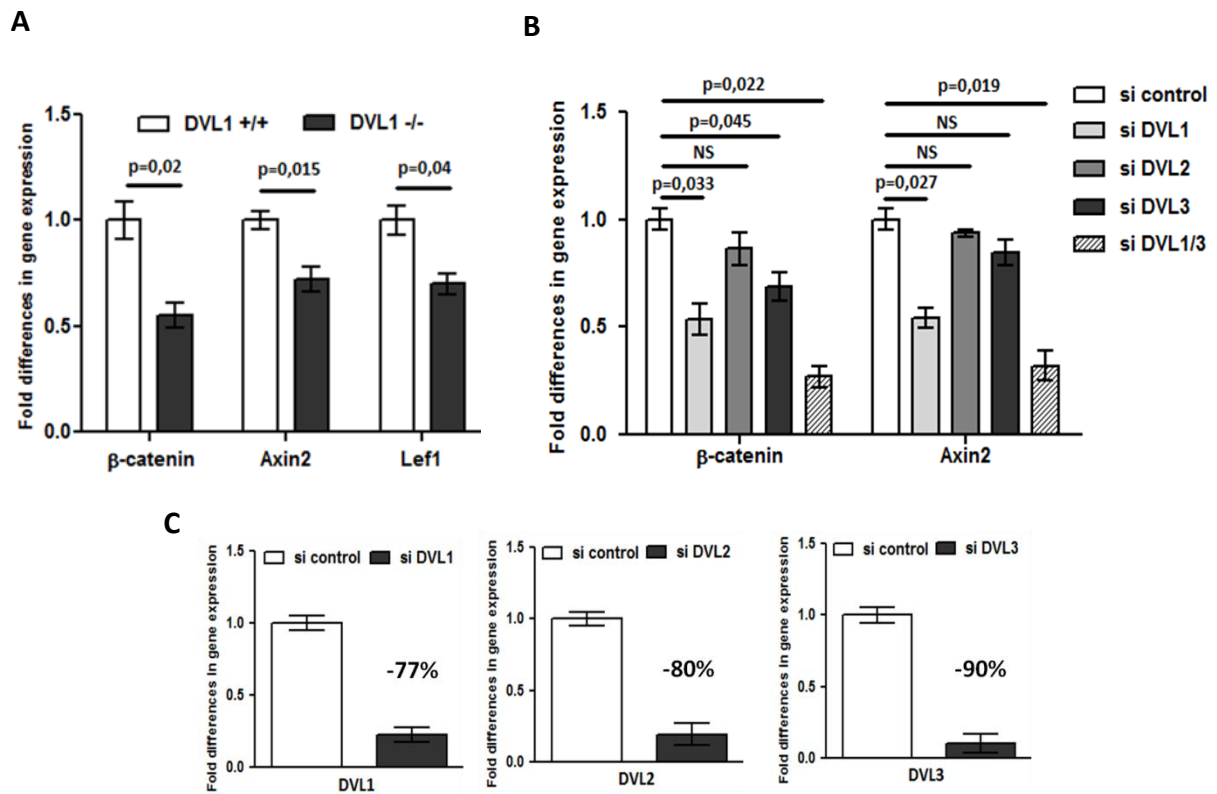 A
B
Fold differences in gene expression
1.5
1.0
0.5
0.0
DVL1 +/+
DVL1 -/-
p=0,02
p=0,015
p=0,04
β-catenin
Axin2
Lef1
Fold differences in gene expression
1.5
1.0
0.5
0.0
p=0,022
p=0,045
NS
p=0,033
p=0,019
NS
NS
p=0,027
β-catenin
Axin2
si control
si DVL1
si DVL2
si DVL3
si DVL1/3
C
Fold differences in gene expression
1.5
1.0
0.5
0.0
si control
si DVL1
-77%
DVL1
Fold differences in gene expression
1.5
1.0
0.5
0.0
si control
si DVL2
-80%
DVL2
Fold differences in gene expression
1.5
1.0
0.5
0.0
si control
si DVL3
-90%
DVL3